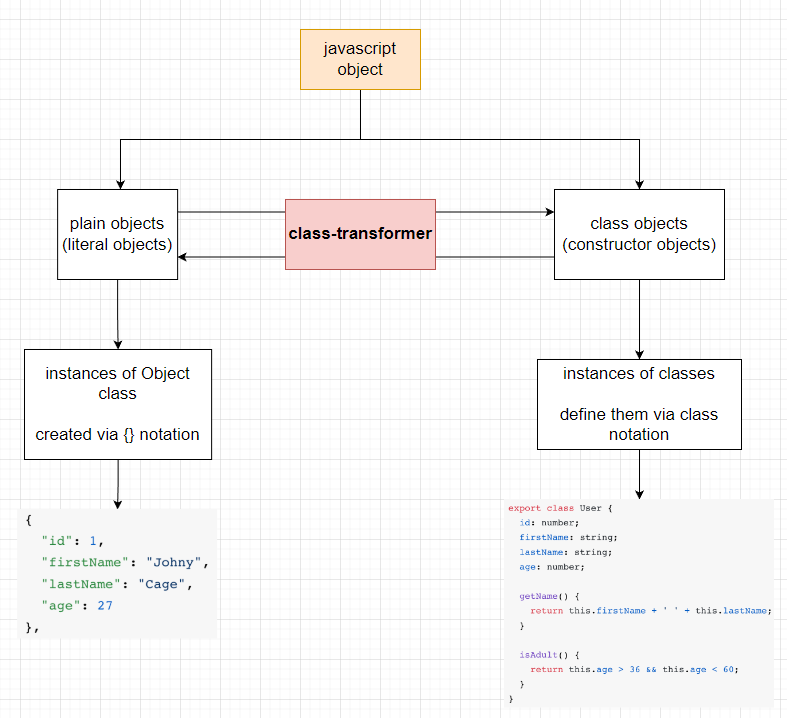 javascript
object
plain objects
(literal objects)
class-transformer
class objects
(constructor objects)
instances of Object
class
created via {} notation
instances of classes
define them via class
notation
{
"id": 1,
"firstName": "Johny",
"lastName": "Cage",
"age": 27
},
export class User {
id: number;
firstName: string;
lastName: string;
age: number;
getName() {
return this.firstName + ' ' + this.lastName;
}
isAdult() {
return this.age > 36 && this.age < 60;
}
}